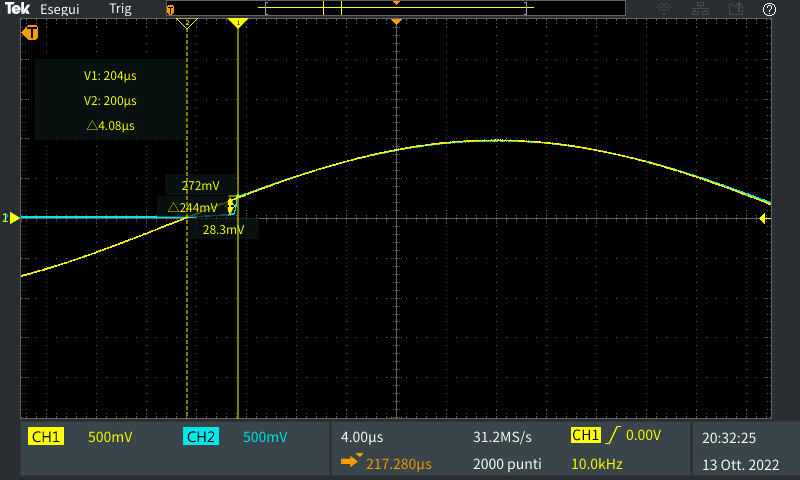 Tek Esegui Trig T ?
T
2 1
V1: 204µs
V2: 200µs
△4.08µs
272mV
△244mV
28.3mV
CH1 500mV CH2 500mV 4.00µs 31.2MS/s CH1 0.00V 20:32:25
217.280µs 2000 punti 10.0kHz 13 Ott. 2022